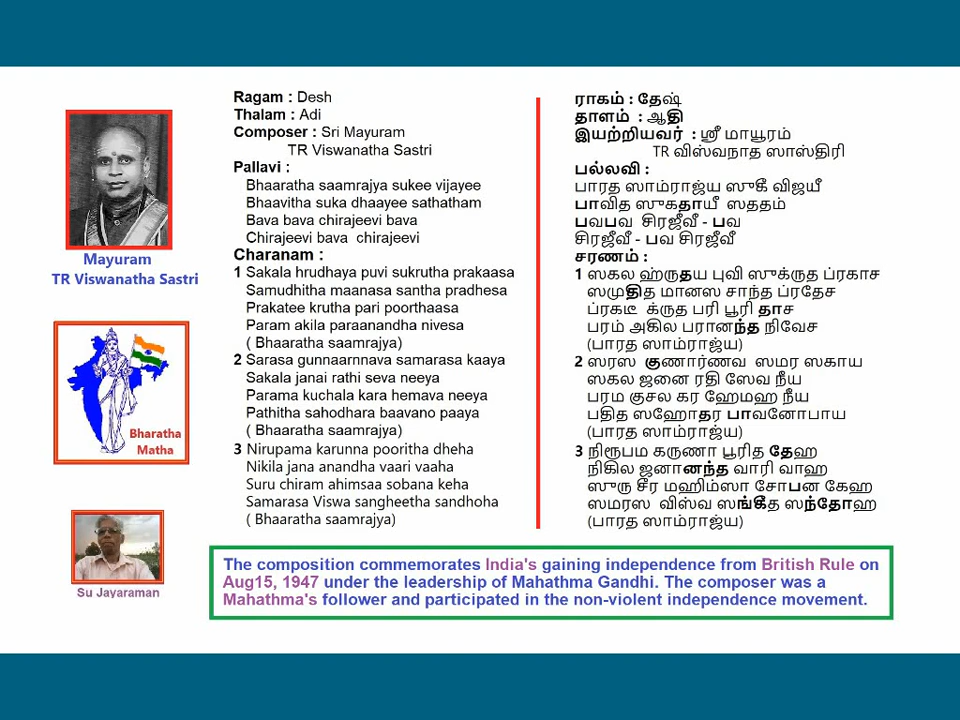 Mayuram
TR Viswanatha Sastri
Bharatha
Matha
Su Jayaraman
Ragam : Desh
Thalam : Adi
Composer : Sri Mayuram
TR Viswanatha Sastri
Pallavi :
Bhaaratha saamrajya sukee vijayee
Bhaavitha suka dhaayee sathatham
Bava bava chirajeevi bava
Chirajeevi bava chirajeevi
Charanam :
1 Sakala hrudhaya puvi sukrutha prakaasa
Samudhitha maanasa santha pradhesa
Prakatee krutha pari poorthaasa
Param akila paraanandha nivesa
( Bhaaratha saamrajya)
2 Sarasa gunnaarnnava samarasa kaaya
Sakala janai rathi seva neeya
Parama kuchala kara hemava neeya
Pathitha sahodhara baavano paaya
( Bhaaratha saamrajya)
3 Nirupama karunna pooritha dheha
Nikila jana anandha vaari vaaha
Suru chiram ahimsaa sobana keha
Samarasa Viswa sangheetha sandhoha
( Bhaaratha saamrajya)
ராகம் : தேஷ்
தாளம் : ஆதி
இயற்றியவர் : ஸ்ரீ மாயூரம்
TR விஸ்வநாத ஸாஸ்திரி
பல்லவி :
பாரத ஸாம்ராஜ்ய ஸுகீ விஜயீ
பாவித ஸுகதாயீ ஸததம்
பவபவ சிரஜீவீ - பவ
சிரஜீவீ - பவ சிரஜீவீ
சரணம் :
1 ஸகல ஹ்ருதய புவி ஸுக்ருத ப்ரகாச
ஸமுதித மானஸ சாந்த ப்ரதேச
ப்ரகடீ க்ருத பரி பூரி தாச
பரம் அகில பரானந்த நிவேச
(பாரத ஸாம்ராஜ்ய)
2 ஸரஸ குணார்ணவ ஸமர ஸகாய
ஸகல ஜனை ரதி ஸேவ நீய
பரம குசல கர ஹேமஹ நீய
பதித ஸஹோதர பாவனோபாய
(பாரத ஸாம்ராஜ்ய)
3 நிரூபம கருணா பூரித தேஹ
நிகில ஜனானந்த வாரி வாஹ
ஸுரு சீர மஹிம்ஸா சோபன கேஹ
ஸமரஸ விஸ்வ ஸங்கீத ஸந்தோஹ
(பாரத ஸாம்ராஜ்ய)
The composition commemorates India's gaining independence from British Rule on
Aug15, 1947 under the leadership of Mahathma Gandhi. The composer was a
Mahathma's follower and participated in the non-violent independence movement.